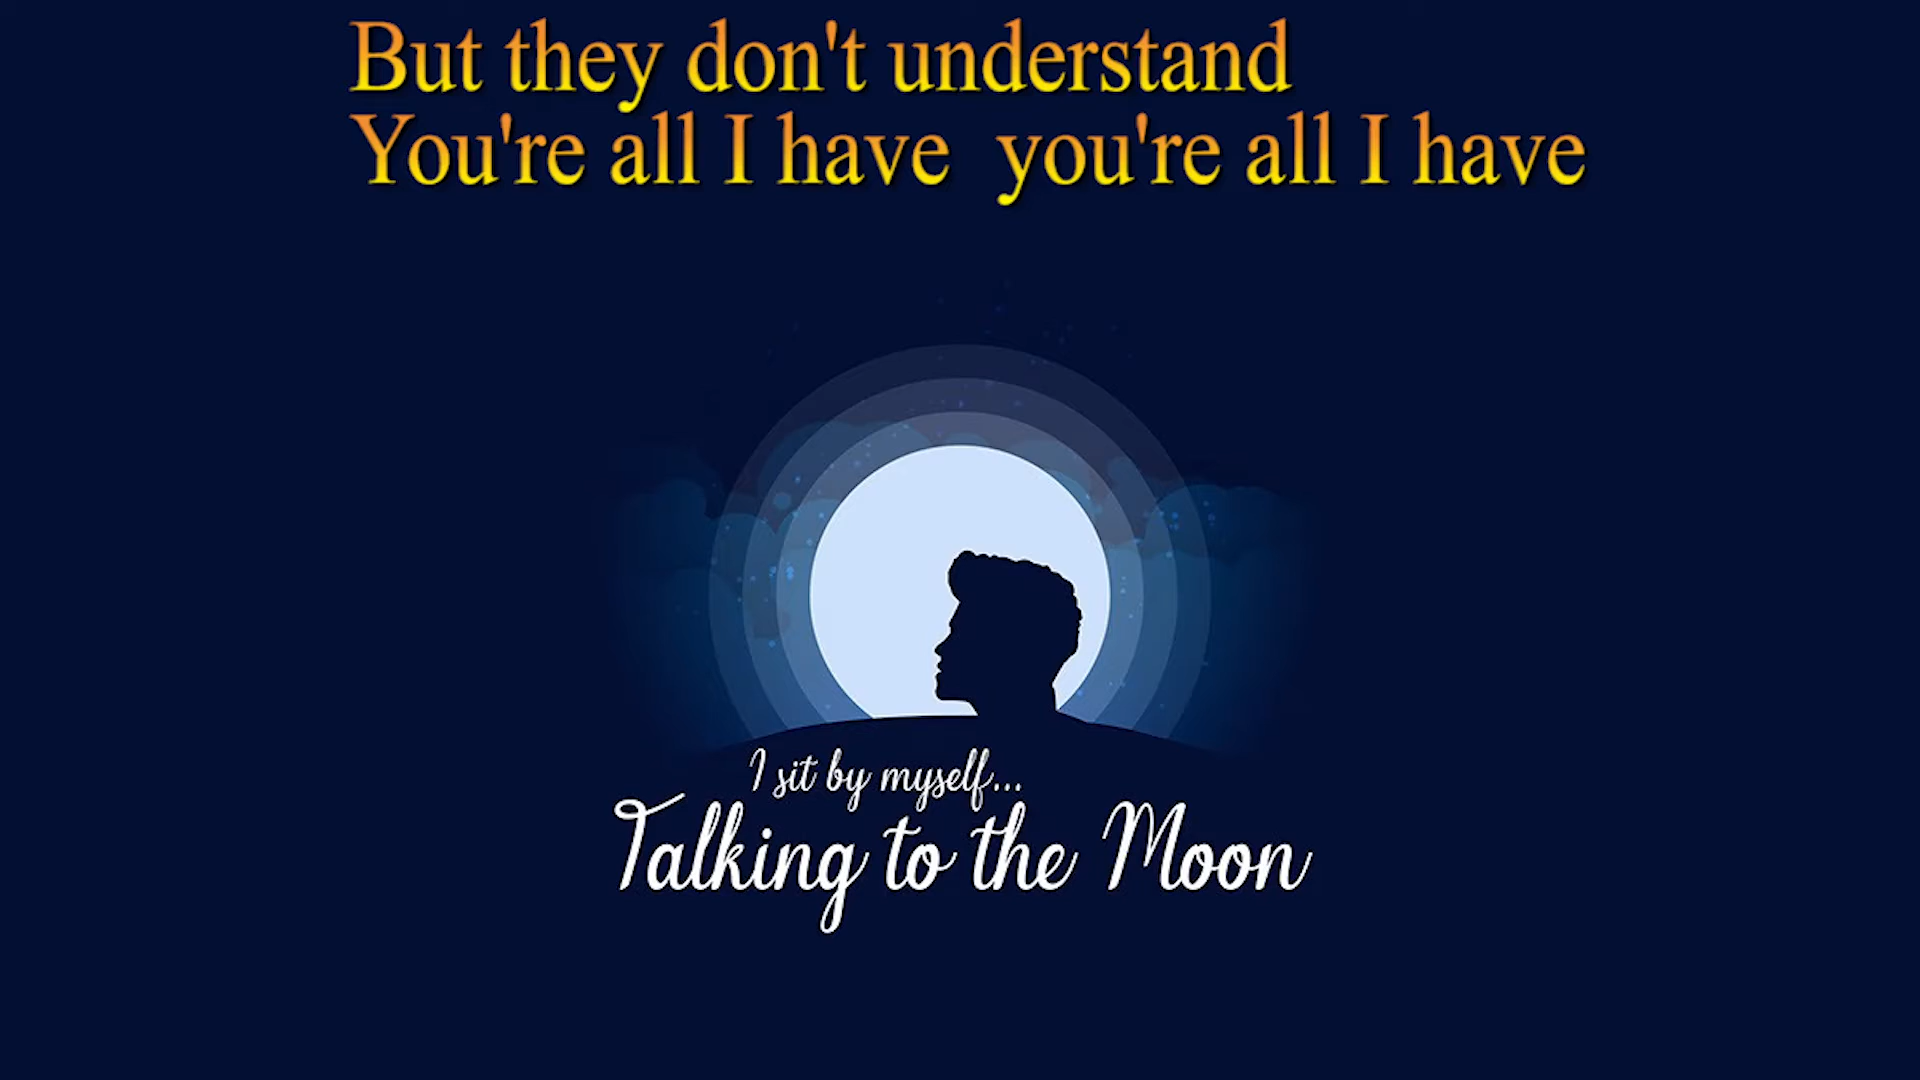 But they don't understand
You're all I have  you're all I have
I sit by myself...
Talking to the Moon